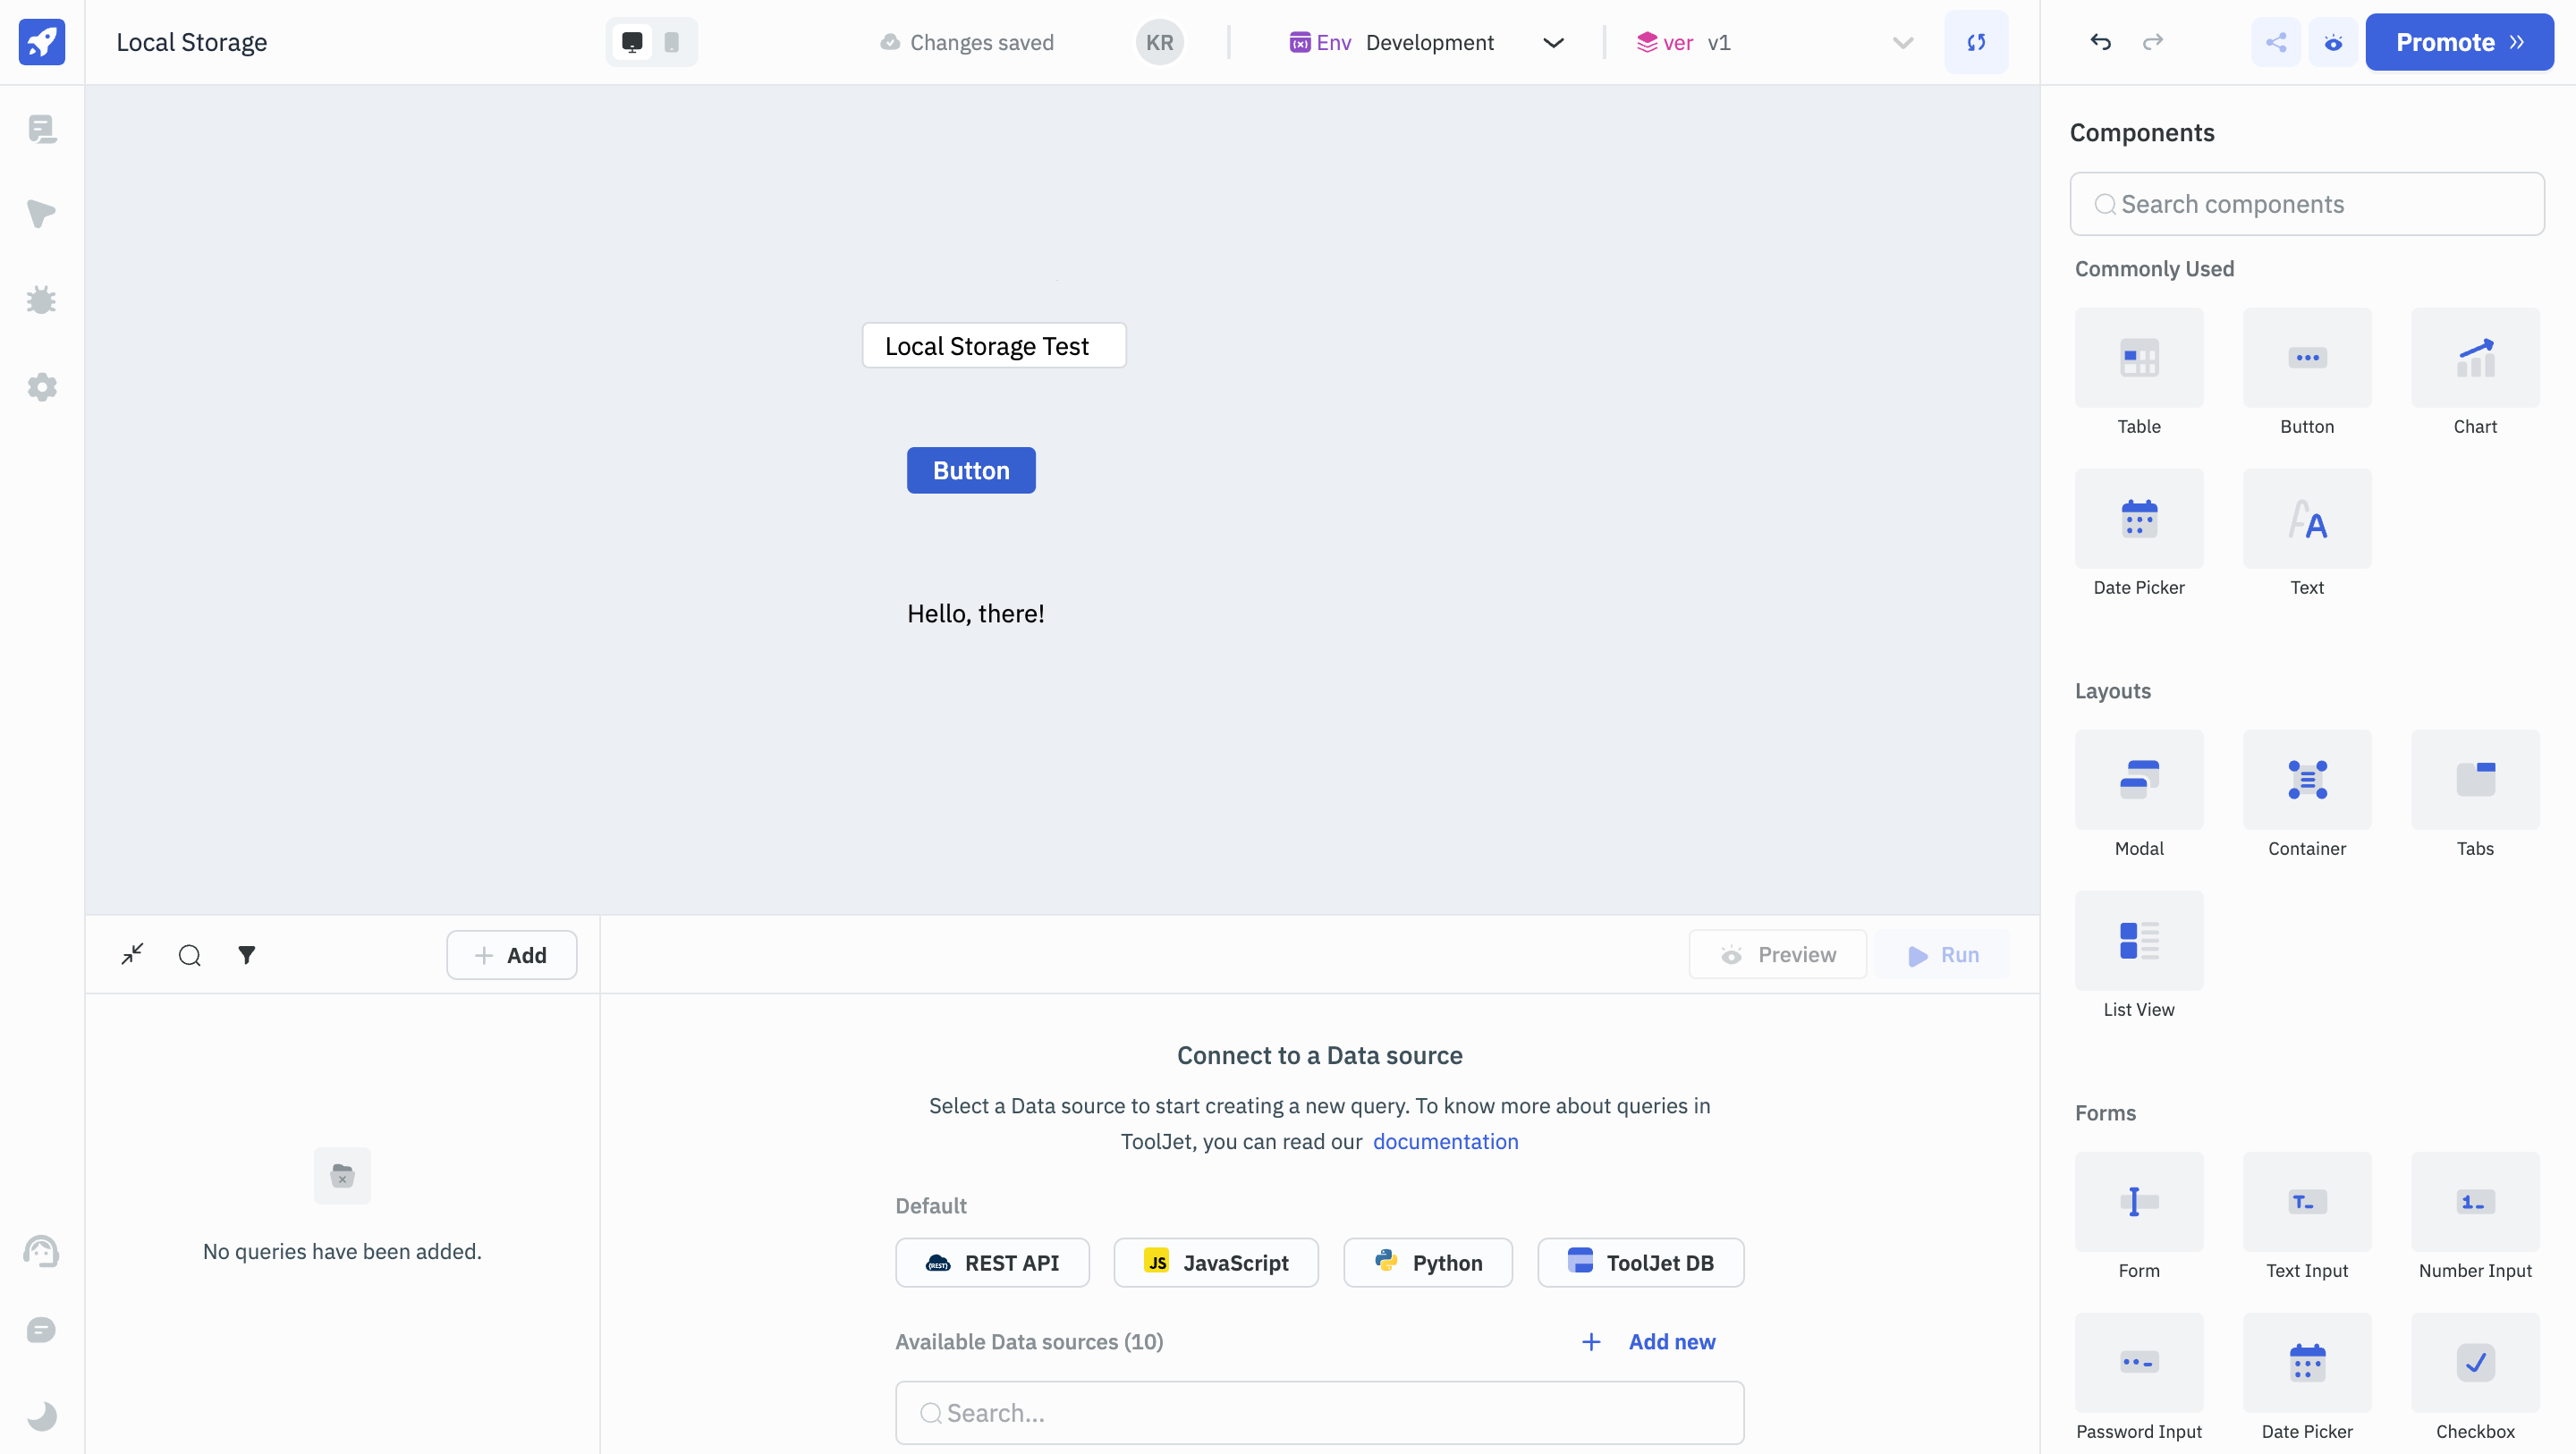 Local Storage
Changes saved
KR
Env Development
ver v1
Promote
Components
Search components
Commonly Used
Table
Button
Chart
Date Picker
Text
Layouts
Modal
Container
Tabs
List View
Forms
Form
Text Input
Number Input
Password Input
Date Picker
Checkbox
Local Storage Test
Button
Hello, there!
Add
Preview
Run
No queries have been added.
Connect to a Data source
Select a Data source to start creating a new query. To know more about queries in
ToolJet, you can read our documentation
Default
REST API
JS JavaScript
Python
ToolJet DB
Available Data sources (10)
Add new
Search...